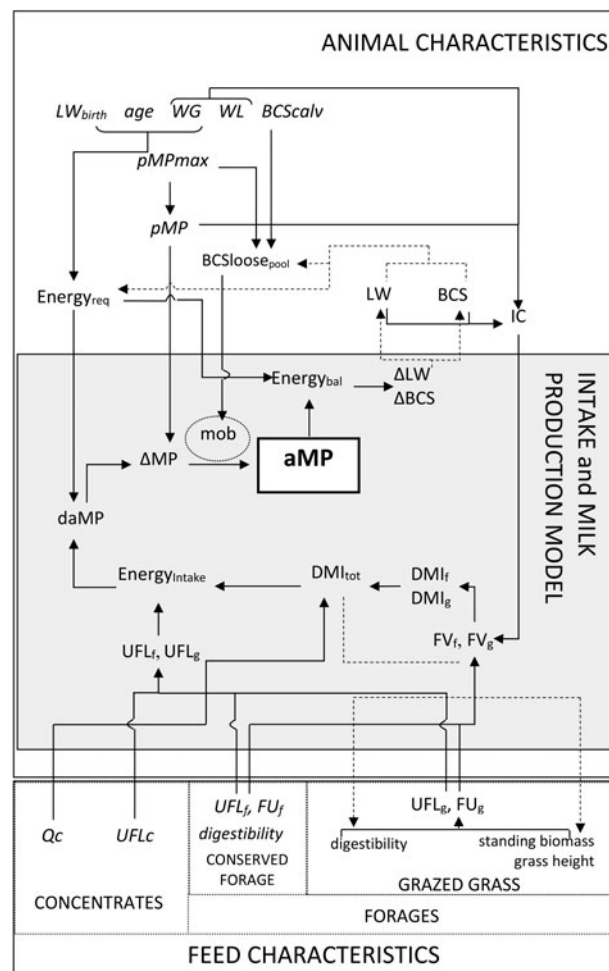 ANIMAL CHARACTERISTICS
LWbirth age WG WL BCScalv
pMPmax
pMP
BCSloosepool
Energyreq
LW BCS
IC
Energybal
ΔLW
ΔBCS
INTAKE and MILK
PRODUCTION MODEL
mob
aMP
ΔMP
daMP
EnergyIntake
DMItot
DMIf
DMIg
FVf, FVg
UFLf, UFLg
UFLf, FUf
UFLg, FUg
Qc
UFLc
digestibility
digestibility
standing biomass
grass height
CONSERVED
FORAGE
GRAZED GRASS
CONCENTRATES
FORAGES
FEED CHARACTERISTICS